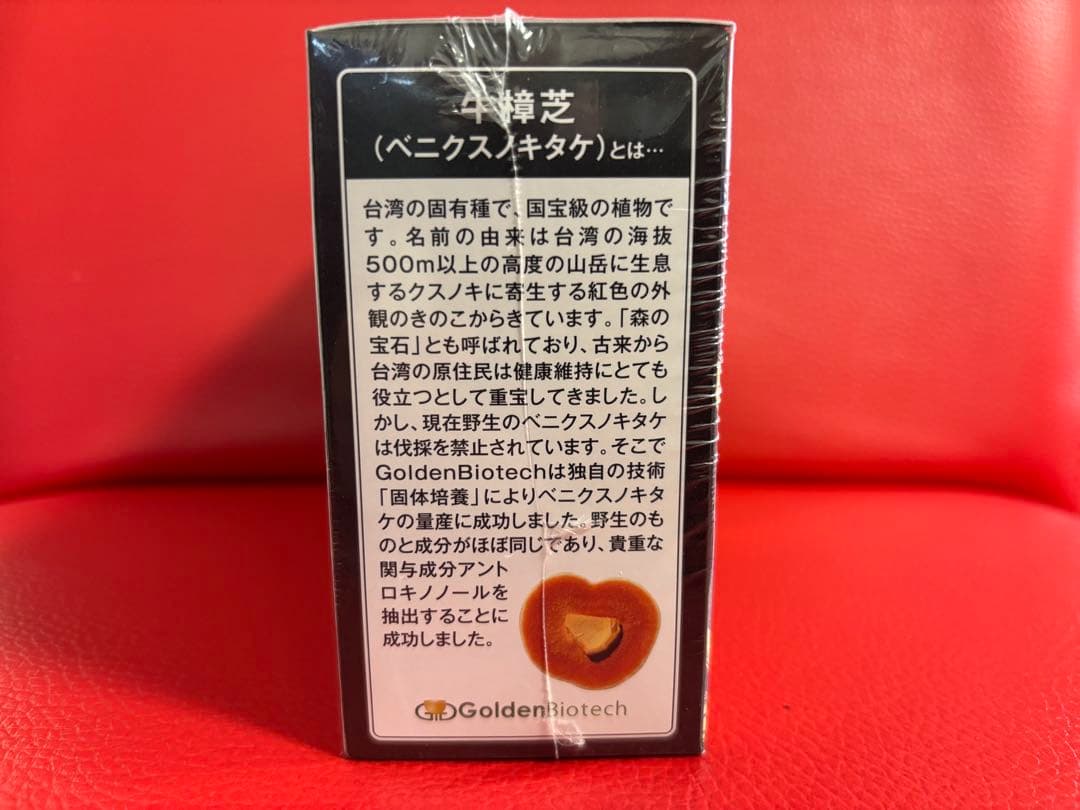 牛樟芝
(ベニクスノキタケ)とは…
台湾の固有種で、国宝級の植物で
す。名前の由来は台湾の海抜
500m以上の高度の山岳に生息
するクスノキに寄生する紅色の外
観のきのこからきています。「森の
宝石」とも呼ばれており、古来から
台湾の原住民は健康維持にとても
役立つとして重宝してきました。し
かし、現在野生のベニクスノキタケ
は伐採を禁止されています。そこで
GoldenBiotechは独自の技術
「固体培養」によりベニクスノキタ
ケの量産に成功しました。野生のも
のと成分がほぼ同じであり、貴重な
関与成分アント
ロキノノールを
抽出することに
成功しました。
GoldenBiotech